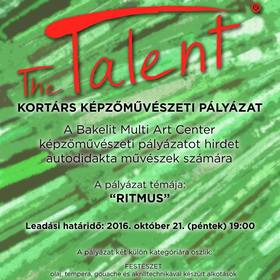 The Talent®
KORTÁRS KÉPZŐMŰVÉSZETI PÁLYÁZAT
A Bakelit Multi Art Center
képzőművészeti pályázatot hirdet
autodidakta művészek számára
A pályázat témája:
"RITMUS"
Leadási határidő: 2016. október 21. (péntek) 19:00
A pályázat két külön kategóriára oszlik:
FESTÉSZET
olaj, tempera, gouache és akriltechnikával készürt alkotások